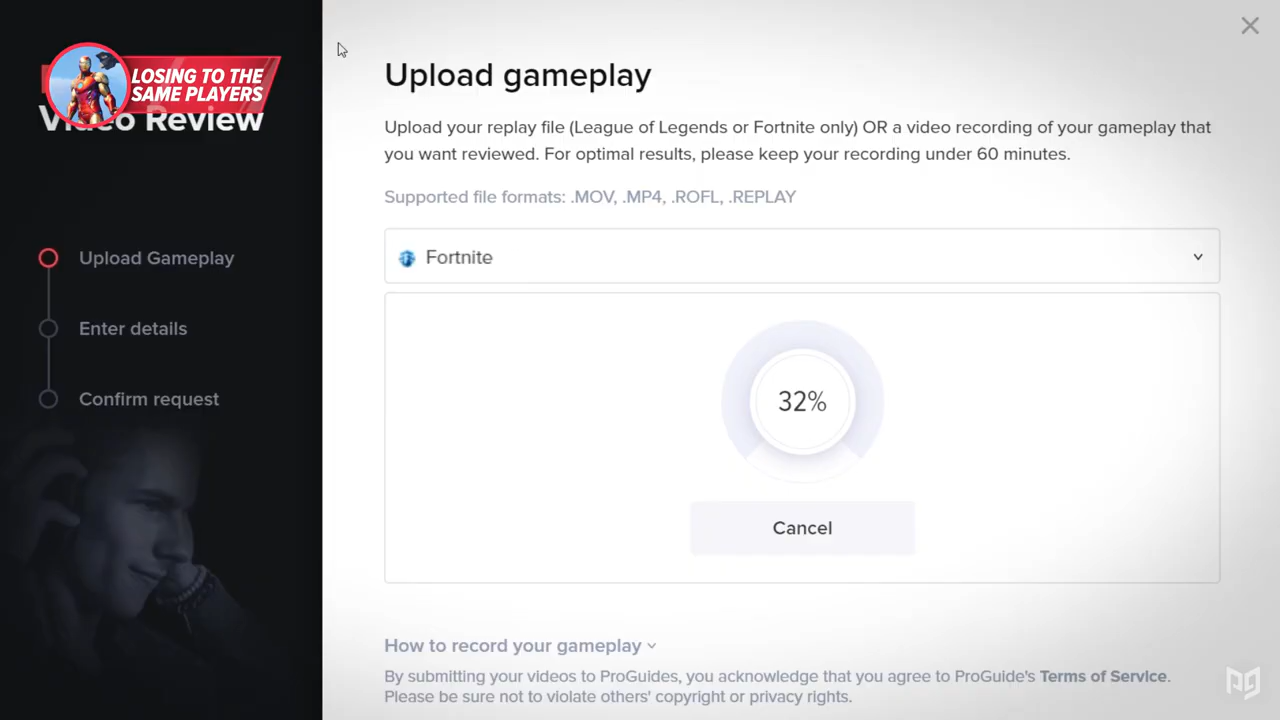 LOSING TO THE
SAME PLAYERS
Video Review
Upload Gameplay
Enter details
Confirm request
Upload gameplay
Upload your replay file (League of Legends or Fortnite only) OR a video recording of your gameplay that
you want reviewed. For optimal results, please keep your recording under 60 minutes.
Supported file formats: .MOV, .MP4, .ROFL, .REPLAY
Fortnite
32%
Cancel
How to record your gameplay
By submitting your videos to ProGuides, you acknowledge that you agree to ProGuide's Terms of Service.
Please be sure not to violate others' copyright or privacy rights.
pg